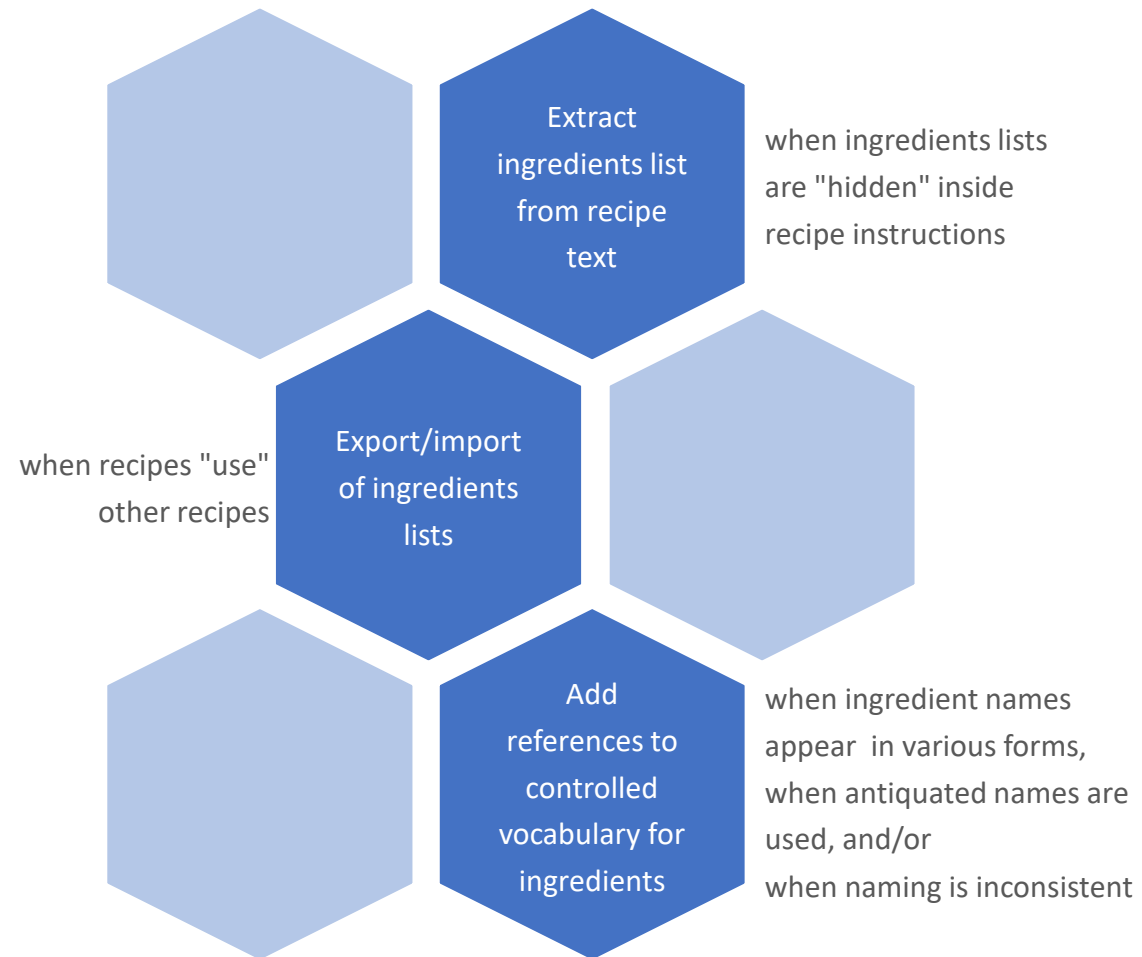 Extract
ingredients list
from recipe
text
when ingredients lists
are "hidden" inside
recipe instructions
when recipes "use"
other recipes
Export/import
of ingredients
lists
Add
references to
controlled
vocabulary for
ingredients
when ingredient names
appear  in various forms,
when antiquated names are
used, and/or
when naming is inconsistent